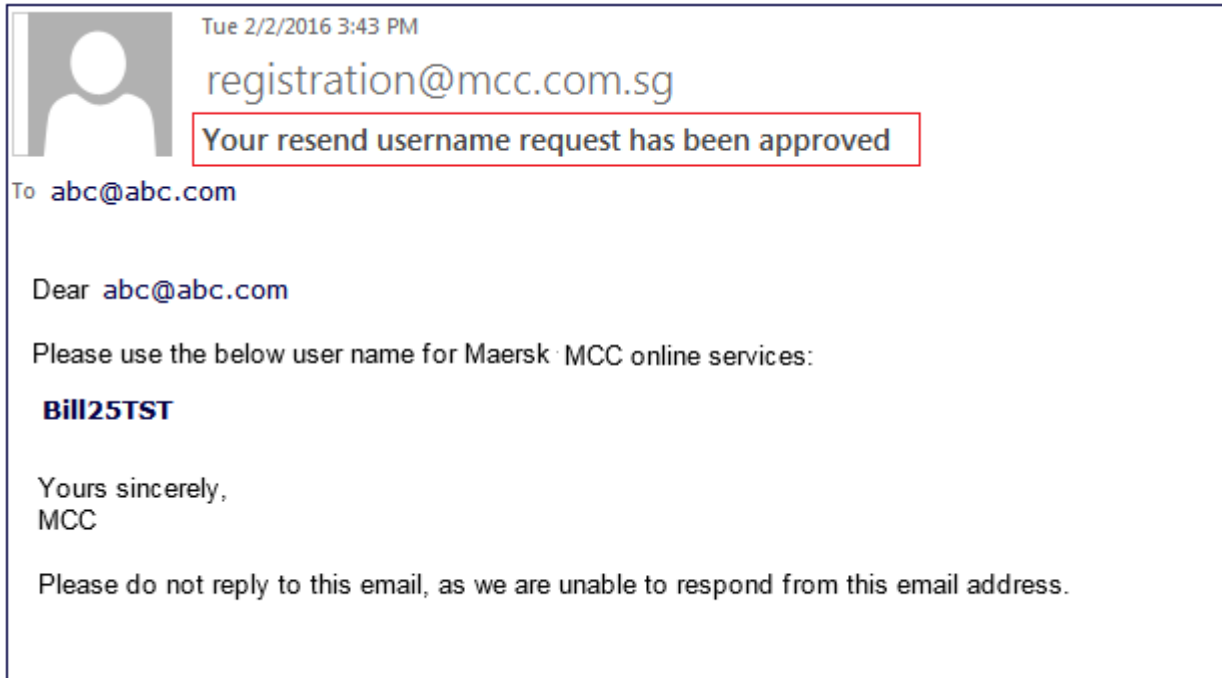 Tue 2/2/2016 3:43 PM
registration@mcc.com.sg
Your resend username request has been approved
To abc@abc.com
Dear abc@abc.com
Please use the below user name for Maersk MCC online services:
Bill25TST
Yours sincerely,
MCC
Please do not reply to this email, as we are unable to respond from this email address.